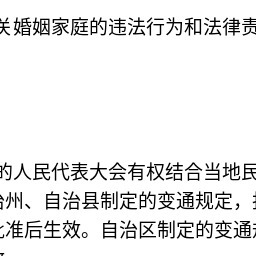 关婚姻家庭的违法行为和法律责
的人民代表大会有权结合当地民
治州、自治县制定的变通规定，
批准后生效。自治区制定的变通